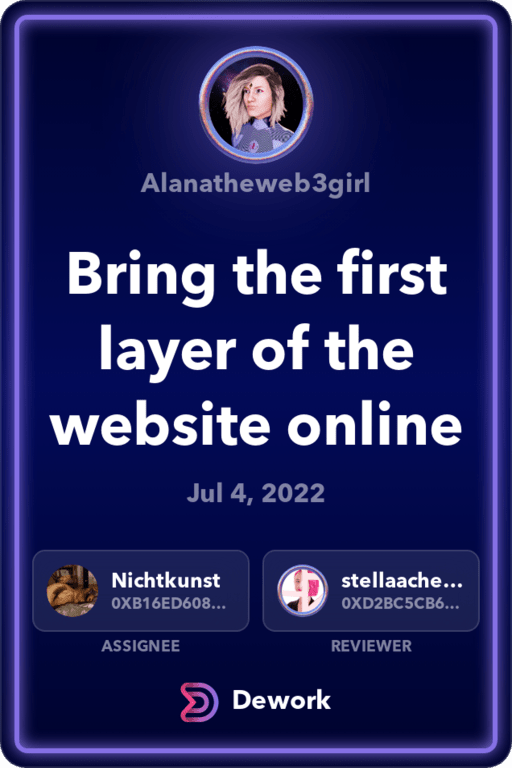 Alanatheweb3girl
Bring the first
layer of the
website online
Jul 4, 2022
Nichtkunst
0XB16ED608...
ASSIGNEE
stellaache...
0XD2BC5CB6...
REVIEWER
Dework